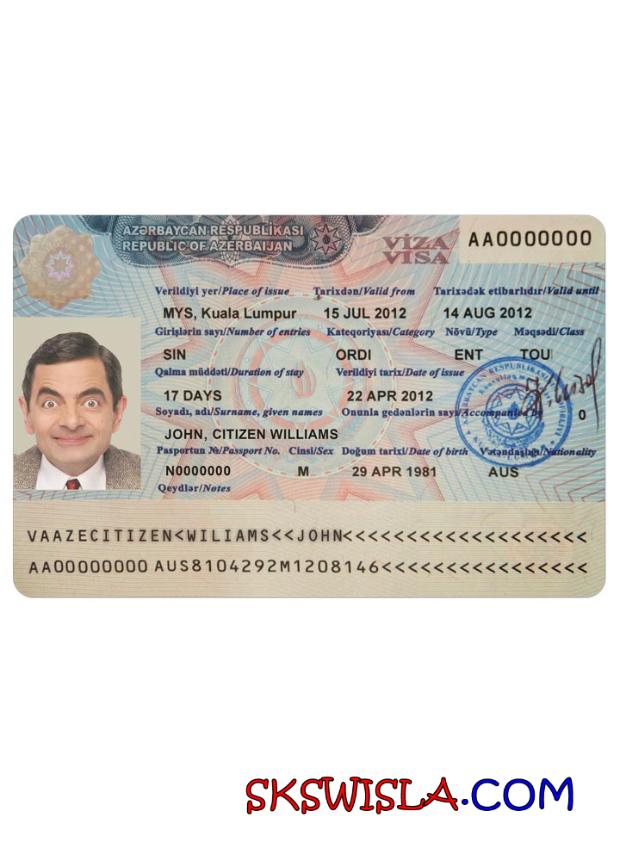 AZƏRBAYCAN RESPUBLİKASI
REPUBLIC OF AZERBAIJAN
VİZA
VISA
AA0000000
Verildiyi yer/Place of issue Tarixdən/Valid from Tarixədək etibarlıdır/Valid until
MYS, Kuala Lumpur 15 JUL 2012 14 AUG 2012
Girişlərin sayı/Number of entries Kateqoriyası/Category Növü/Type Məqsədi/Class
SIN ORDI ENT TOU
Qalma müddəti/Duration of stay Verildiyi tarix/Date of issue
17 DAYS 22 APR 2012
Soyadı, adı/Surname, given names Onunla gedənlərin sayı/Accompanied by
JOHN, CITIZEN WILLIAMS 0
Pasportun №/Passport No. Cinsi/Sex Doğum tarixi/Date of birth Vətəndaşlığı/Nationality
N0000000 M 29 APR 1981 AUS
Qeydlər/Notes
VAAZECITIZEN<WILIAMS<<JOHN<<<<<<<<<<<<<<<<<<<
AA00000000 AUS8104292M1208146<<<<<<<<<<<<<<<<
SKSWISLA.COM